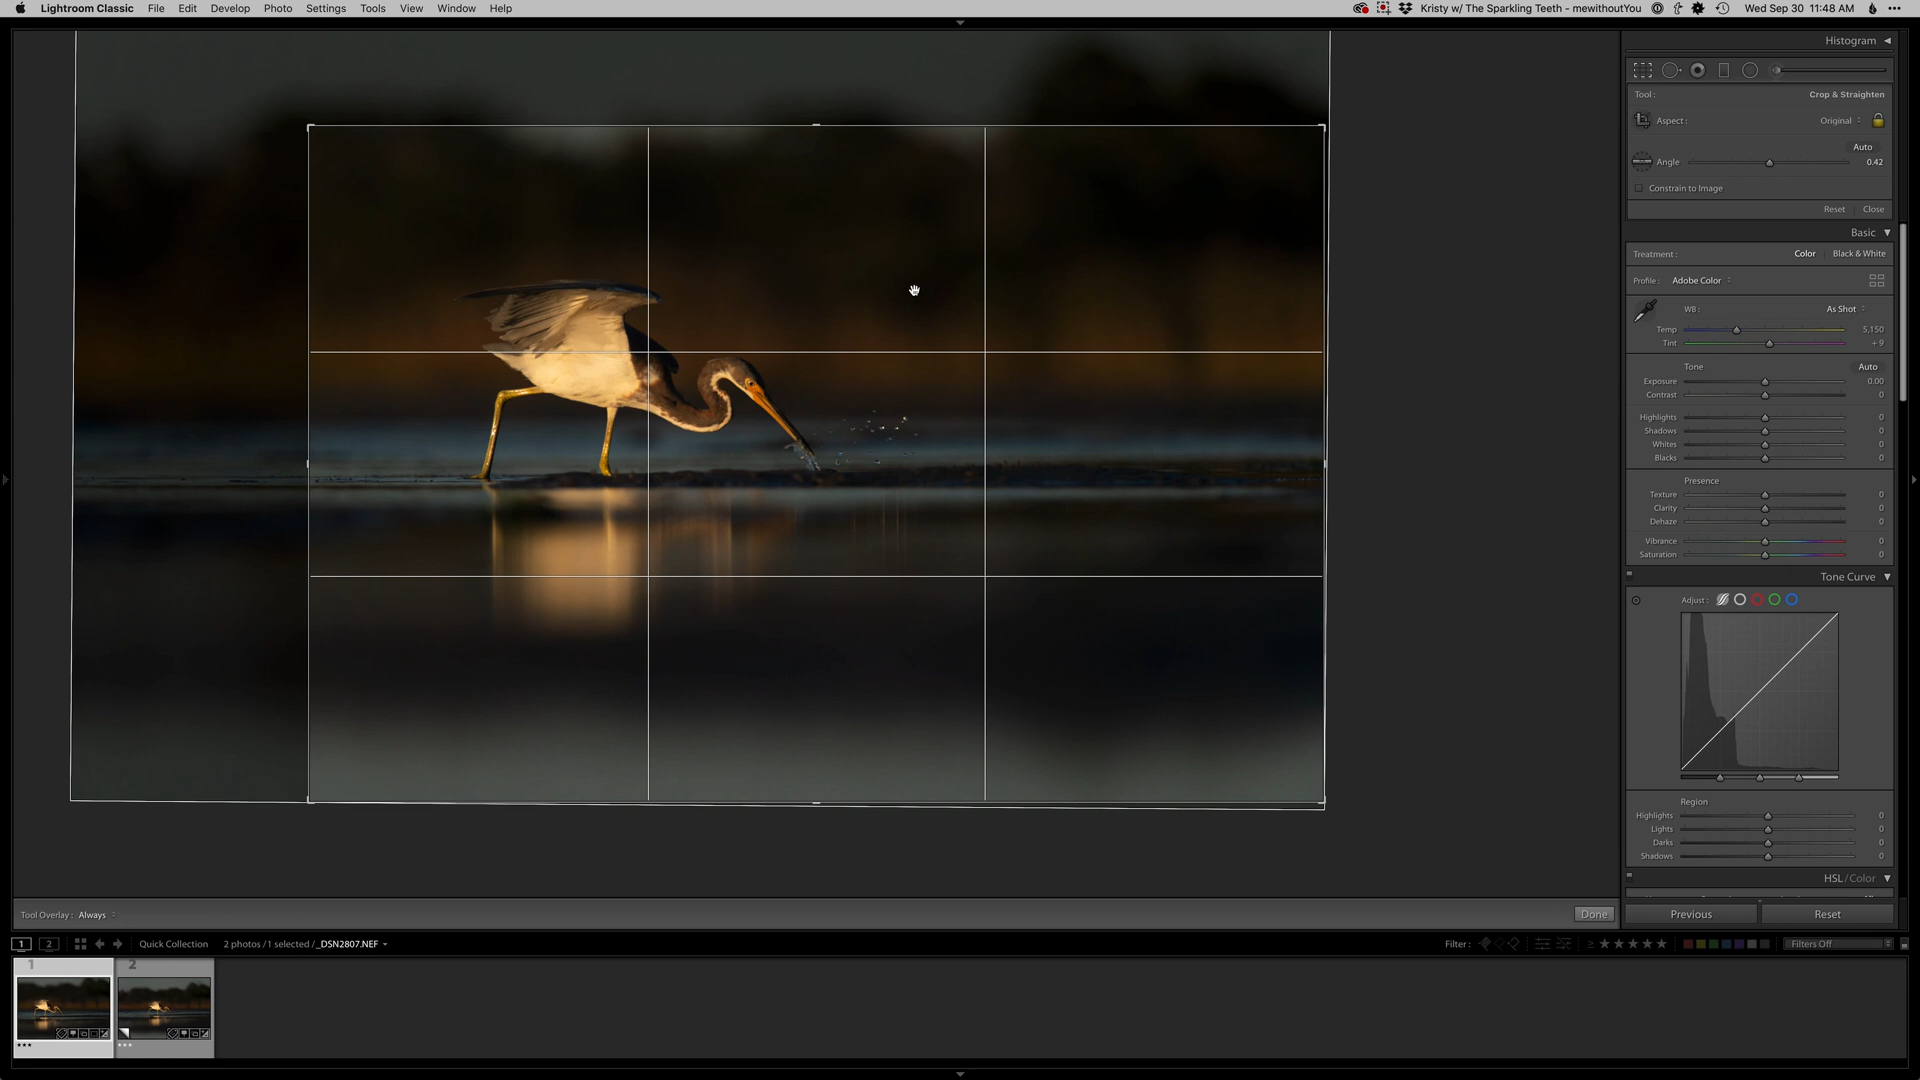 Lightroom Classic File Edit Develop Photo Settings Tools View Window Help
Kristy w/ The Sparkling Teeth - mewithoutYou Wed Sep 30 11:48 AM
Histogram
Tool : Crop & Straighten
Aspect : Original
Auto
Angle 0.42
Constrain to Image
Reset Close
Basic
Treatment : Color Black & White
Profile : Adobe Color
WB : As Shot
Temp 5,150
Tint + 9
Tone Auto
Exposure 0.00
Contrast 0
Highlights 0
Shadows 0
Whites 0
Blacks 0
Presence
Texture 0
Clarity 0
Dehaze 0
Vibrance 0
Saturation 0
Tone Curve
Adjust :
Region
Highlights 0
Lights 0
Darks 0
Shadows 0
HSL / Color
Tool Overlay : Always Done Previous Reset
1 2 Quick Collection 2 photos / 1 selected / _DSN2807.NEF Filter : ≥ ★★★★★ Filters Off
1 2
★★★ ★★★